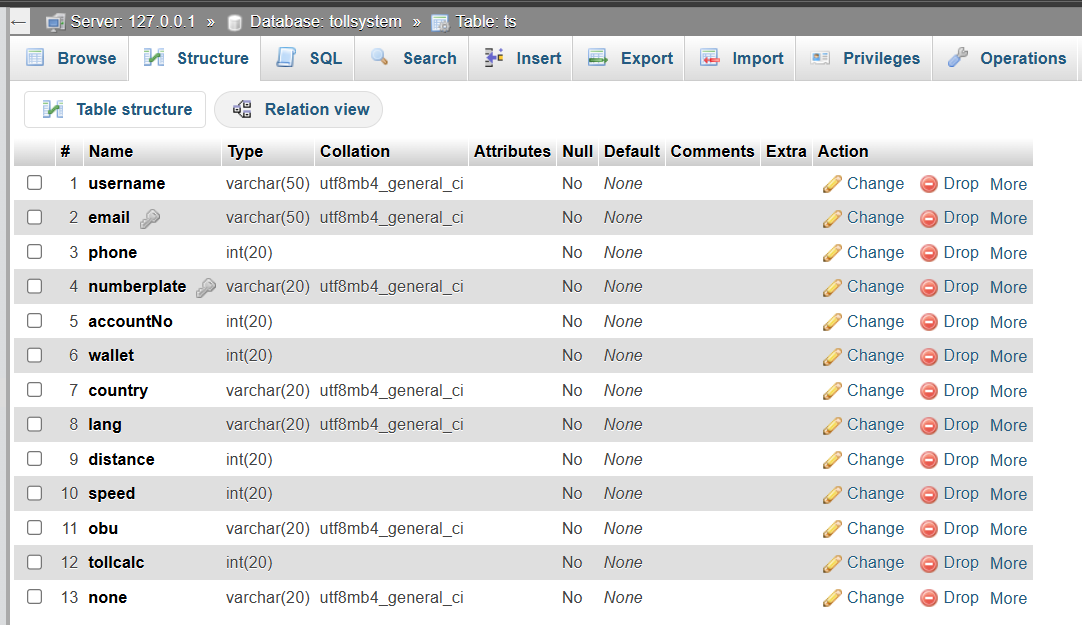 ← Server: 127.0.0.1 » Database: tollsystem » Table: ts
Browse Structure SQL Search Insert Export Import Privileges Operations
Table structure Relation view
# Name Type Collation Attributes Null Default Comments Extra Action
1 username varchar(50) utf8mb4_general_ci No None Change Drop More
2 email varchar(50) utf8mb4_general_ci No None Change Drop More
3 phone int(20) No None Change Drop More
4 numberplate varchar(20) utf8mb4_general_ci No None Change Drop More
5 accountNo int(20) No None Change Drop More
6 wallet int(20) No None Change Drop More
7 country varchar(20) utf8mb4_general_ci No None Change Drop More
8 lang varchar(20) utf8mb4_general_ci No None Change Drop More
9 distance int(20) No None Change Drop More
10 speed int(20) No None Change Drop More
11 obu varchar(20) utf8mb4_general_ci No None Change Drop More
12 tollcalc int(20) No None Change Drop More
13 none varchar(20) utf8mb4_general_ci No None Change Drop More